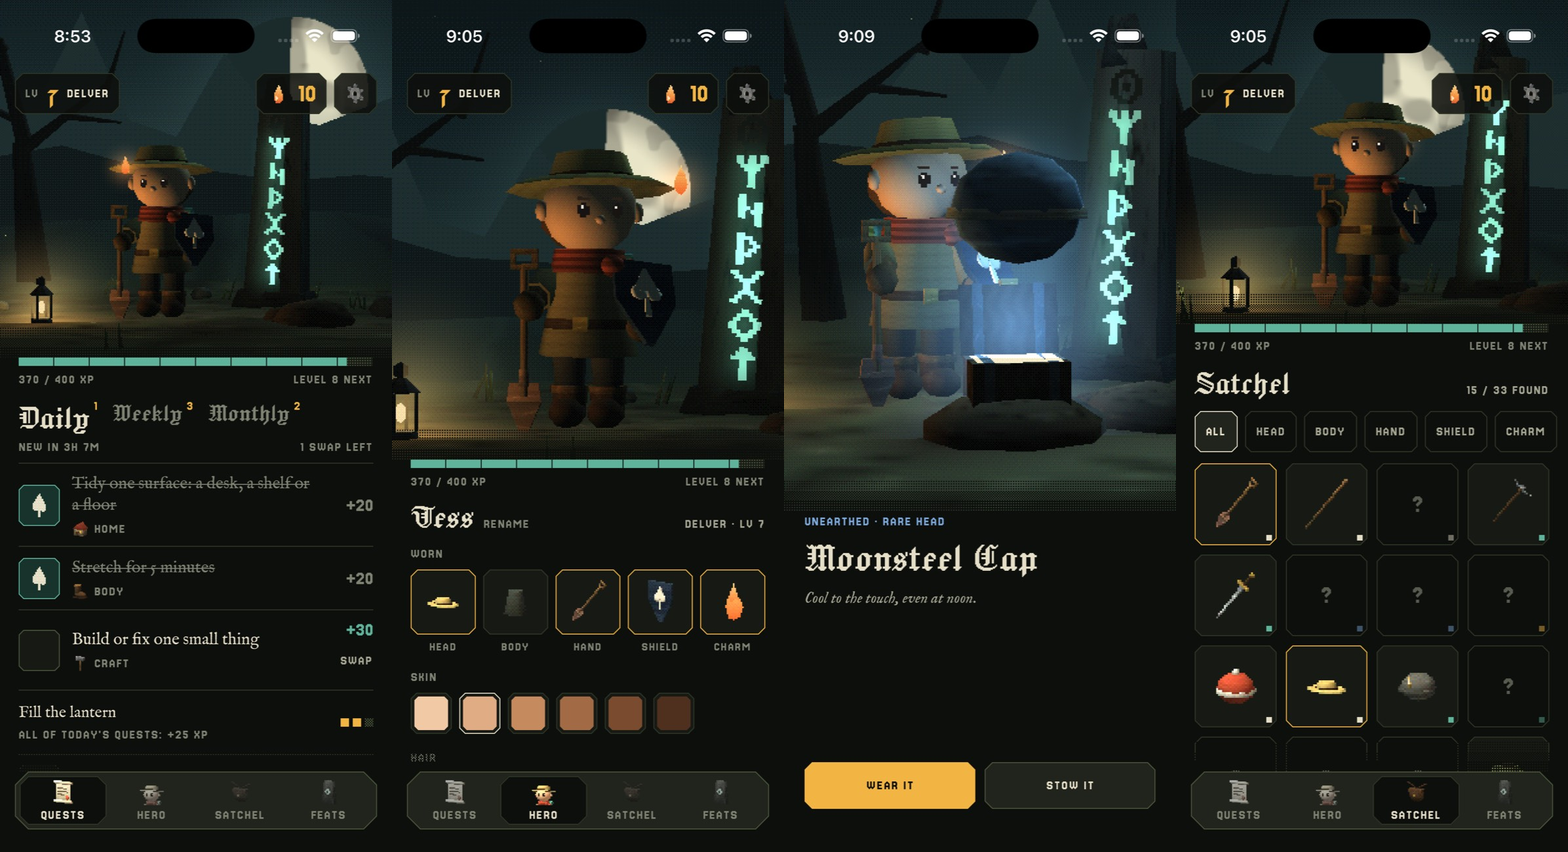 8:53
LV 7 DELVER
10
370 / 400 XP
LEVEL 8 NEXT
Daily 1
Weekly 3
Monthly 2
NEW IN 3H 7M
1 SWAP LEFT
Tidy one surface: a desk, a shelf or
a floor
+20
HOME
Stretch for 5 minutes
+20
BODY
Build or fix one small thing
+30
CRAFT
SWAP
Fill the lantern
ALL OF TODAY'S QUESTS: +25 XP
QUESTS
HERO
SATCHEL
FEATS
9:05
LV 7 DELVER
10
370 / 400 XP
LEVEL 8 NEXT
Vess
RENAME
DELVER · LV 7
WORN
HEAD
BODY
HAND
SHIELD
CHARM
SKIN
HAIR
QUESTS
HERO
SATCHEL
FEATS
9:09
UNEARTHED · RARE HEAD
Moonsteel Cap
Cool to the touch, even at noon.
WEAR IT
STOW IT
9:05
LV 7 DELVER
10
370 / 400 XP
LEVEL 8 NEXT
Satchel
15 / 33 FOUND
ALL
HEAD
BODY
HAND
SHIELD
CHARM
?
?
?
?
?
QUESTS
HERO
SATCHEL
FEATS